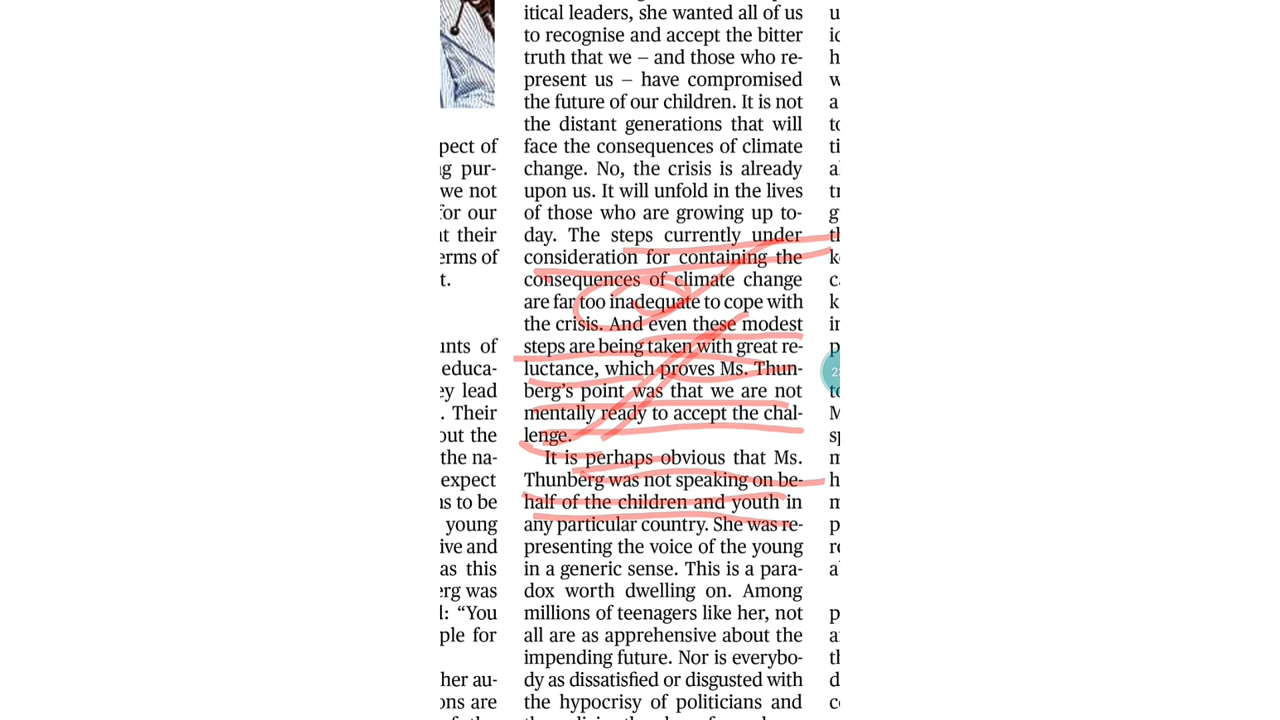 pect of
g pur-
we not
for our
t their
erms of
t.
unts of
educa-
ey lead
. Their
out the
the na-
expect
ns to be
young
ive and
as this
erg was
l: “You
ple for
her au-
ons are
itical leaders, she wanted all of us
to recognise and accept the bitter
truth that we – and those who re-
present us – have compromised
the future of our children. It is not
the distant generations that will
face the consequences of climate
change. No, the crisis is already
upon us. It will unfold in the lives
of those who are growing up to-
day. The steps currently under
consideration for containing the
consequences of climate change
are far too inadequate to cope with
the crisis. And even these modest
steps are being taken with great re-
luctance, which proves Ms. Thun-
berg’s point was that we are not
mentally ready to accept the chal-
lenge.
It is perhaps obvious that Ms.
Thunberg was not speaking on be-
half of the children and youth in
any particular country. She was re-
presenting the voice of the young
in a generic sense. This is a para-
dox worth dwelling on. Among
millions of teenagers like her, not
all are as apprehensive about the
impending future. Nor is everybo-
dy as dissatisfied or disgusted with
the hypocrisy of politicians and